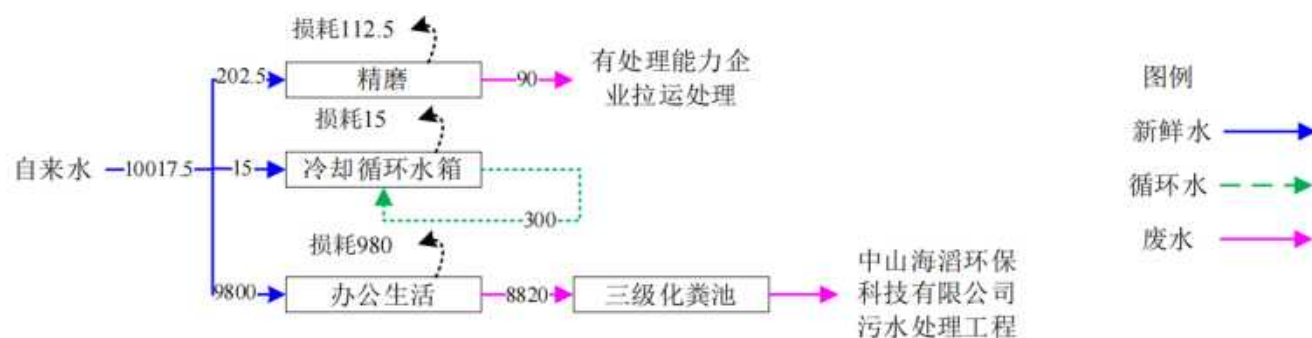 损耗112.5
202.5
精磨
90
有处理能力企
业拉运处理
损耗15
自来水
10017.5
15
冷却循环水箱
300
损耗980
9800
办公生活
8820
三级化粪池
中山海滔环保
科技有限公司
污水处理工程
图例
新鲜水
循环水
废水